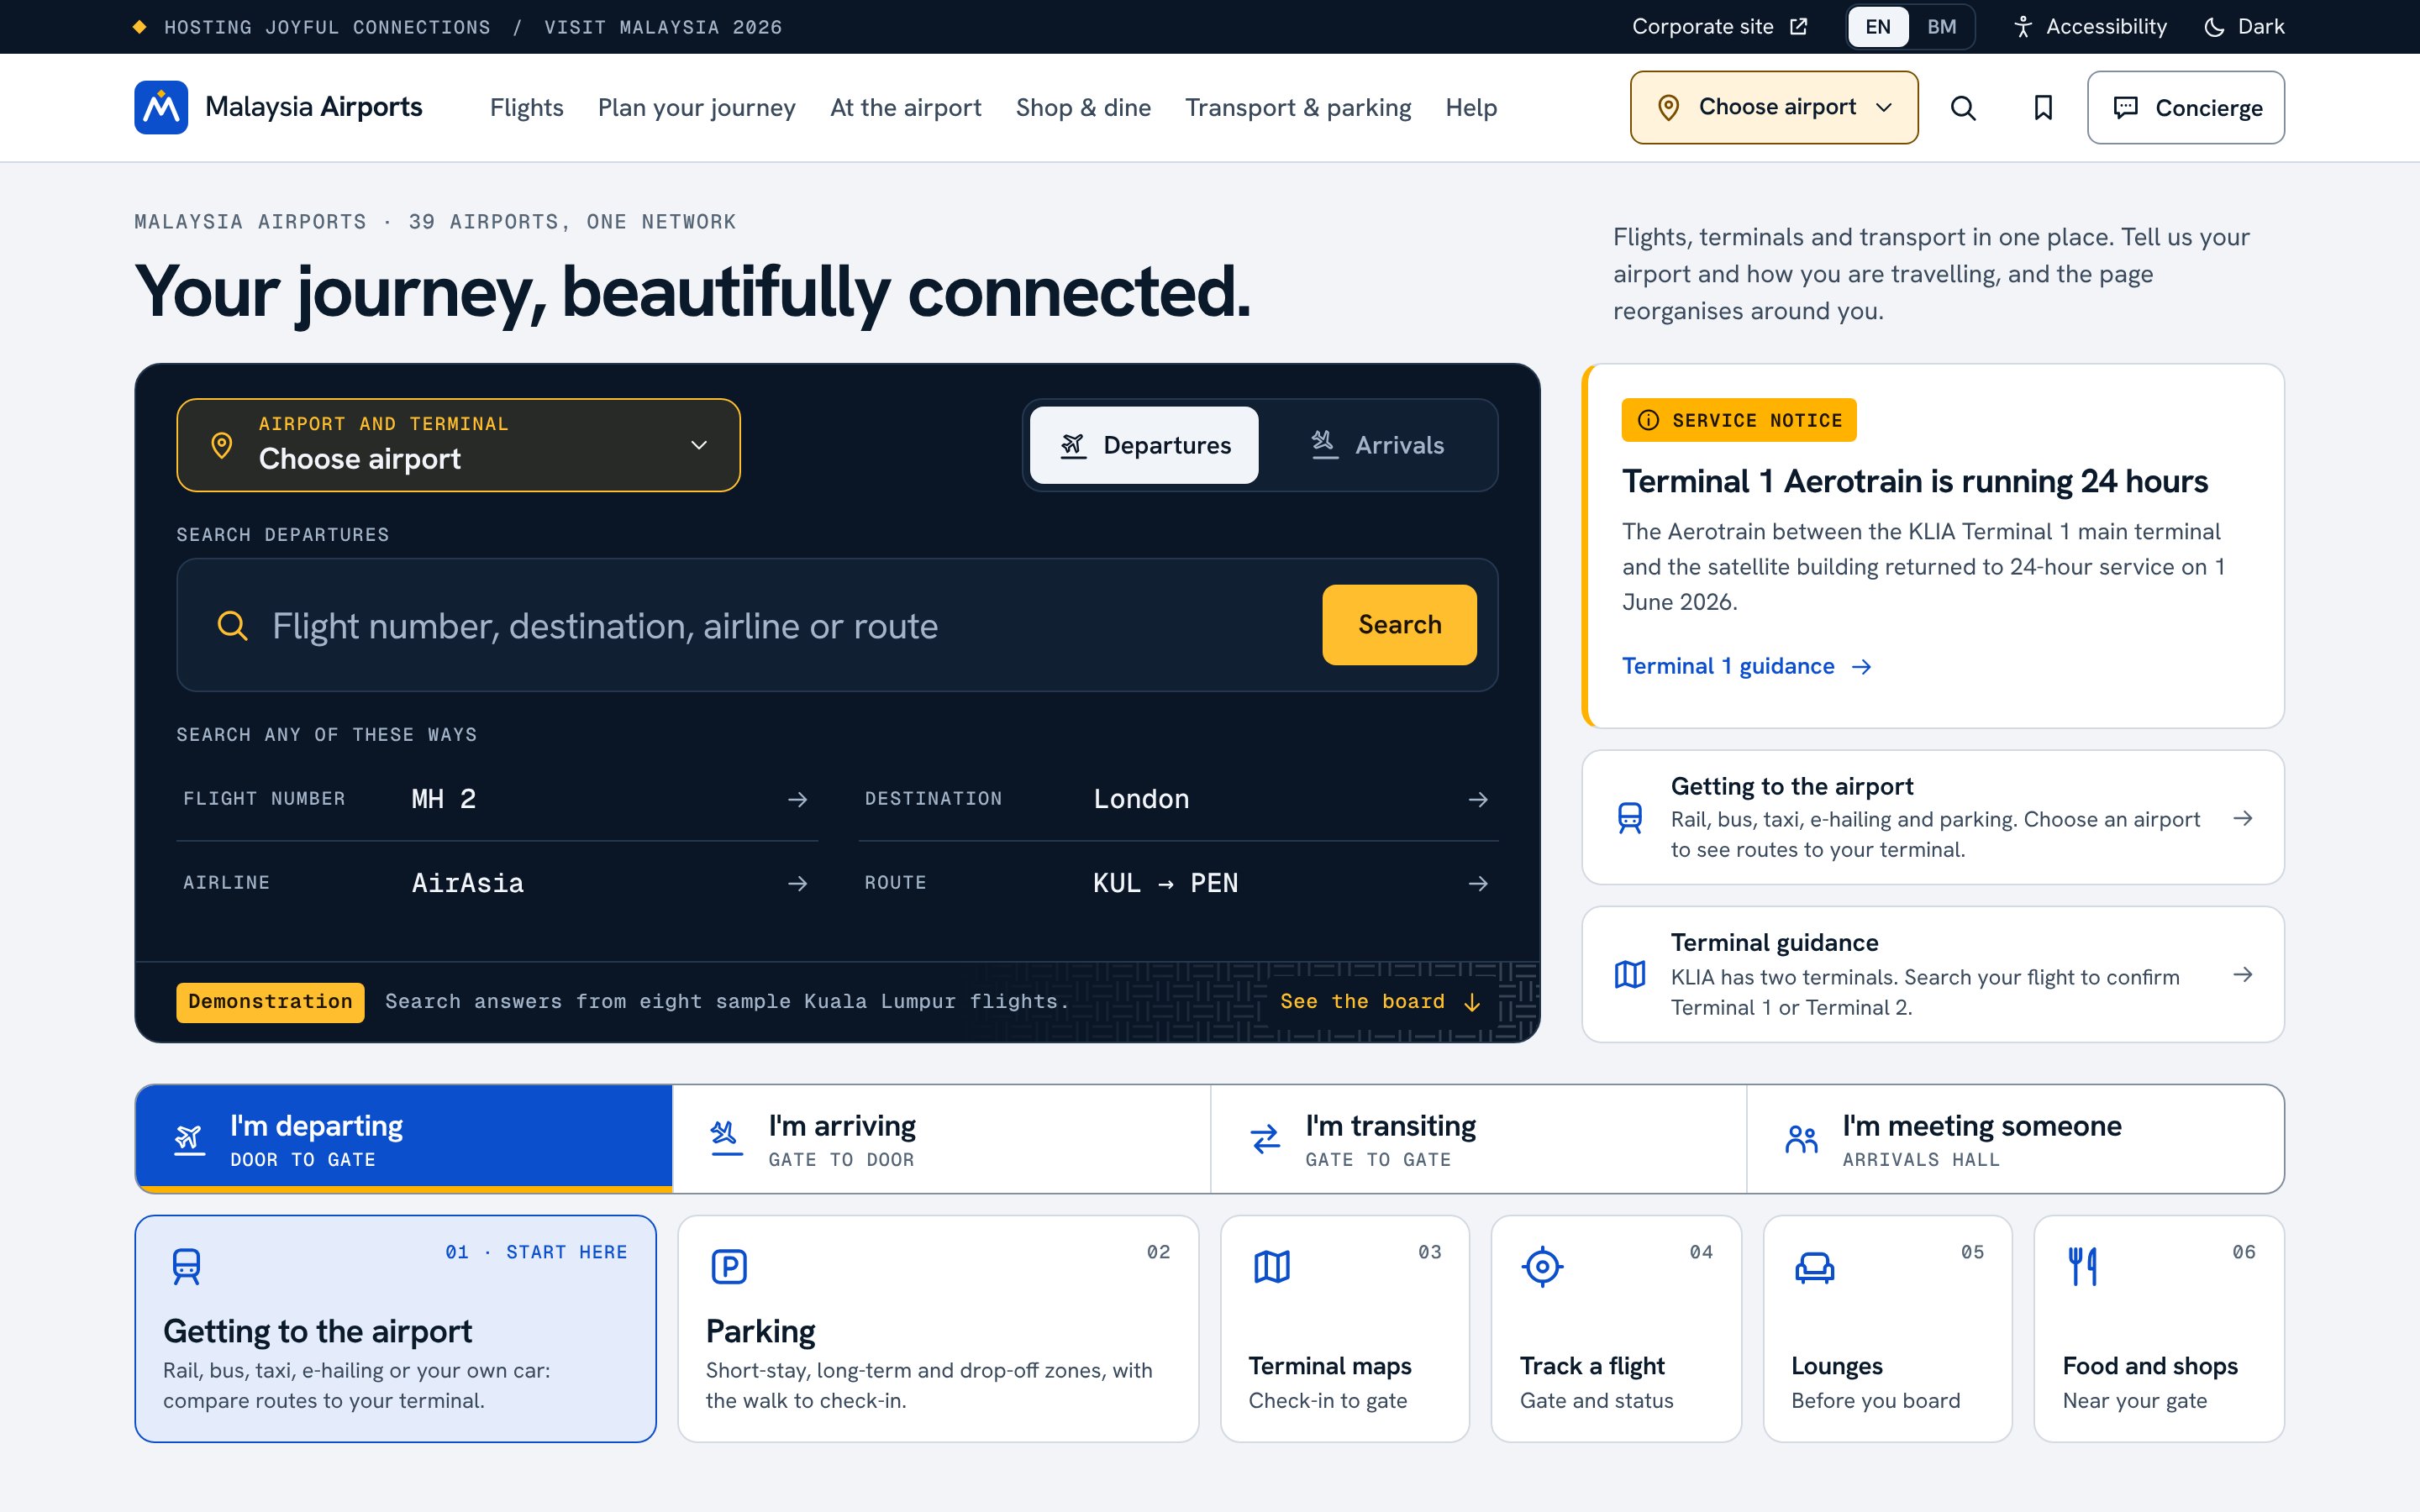 HOSTING JOYFUL CONNECTIONS / VISIT MALAYSIA 2026
Corporate site
EN BM
Accessibility
Dark
Malaysia Airports
Flights
Plan your journey
At the airport
Shop & dine
Transport & parking
Help
Choose airport
Concierge
MALAYSIA AIRPORTS · 39 AIRPORTS, ONE NETWORK
Your journey, beautifully connected.
Flights, terminals and transport in one place. Tell us your
airport and how you are travelling, and the page
reorganises around you.
AIRPORT AND TERMINAL
Choose airport
Departures
Arrivals
SEARCH DEPARTURES
Flight number, destination, airline or route
Search
SEARCH ANY OF THESE WAYS
FLIGHT NUMBER MH 2 →
DESTINATION London →
AIRLINE AirAsia →
ROUTE KUL → PEN →
Demonstration
Search answers from eight sample Kuala Lumpur flights.
See the board ↓
SERVICE NOTICE
Terminal 1 Aerotrain is running 24 hours
The Aerotrain between the KLIA Terminal 1 main terminal
and the satellite building returned to 24-hour service on 1
June 2026.
Terminal 1 guidance →
Getting to the airport
Rail, bus, taxi, e-hailing and parking. Choose an airport
to see routes to your terminal.
Terminal guidance
KLIA has two terminals. Search your flight to confirm
Terminal 1 or Terminal 2.
I'm departing
DOOR TO GATE
I'm arriving
GATE TO DOOR
I'm transiting
GATE TO GATE
I'm meeting someone
ARRIVALS HALL
01 · START HERE
Getting to the airport
Rail, bus, taxi, e-hailing or your own car:
compare routes to your terminal.
02
Parking
Short-stay, long-term and drop-off zones, with
the walk to check-in.
03
Terminal maps
Check-in to gate
04
Track a flight
Gate and status
05
Lounges
Before you board
06
Food and shops
Near your gate